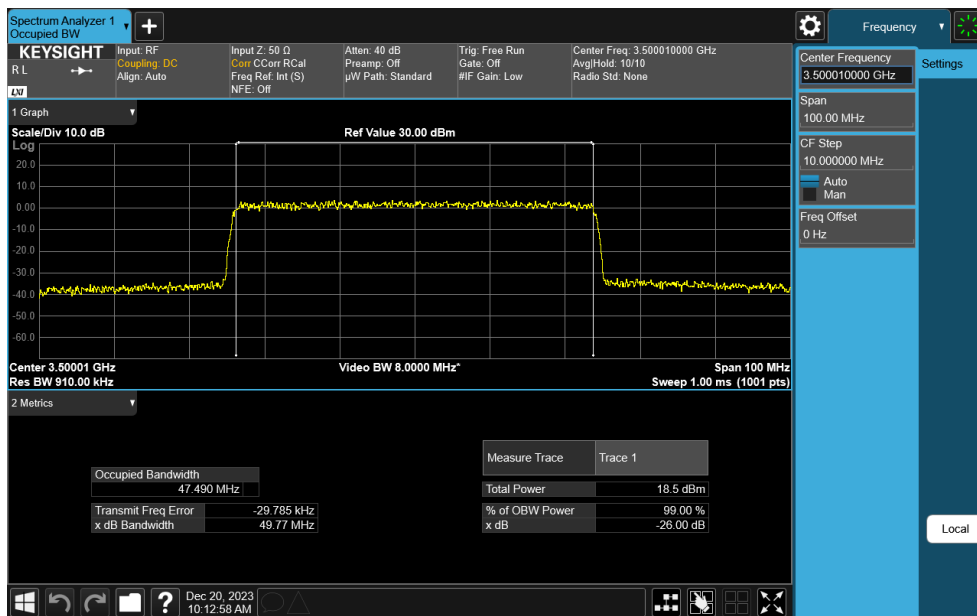 Spectrum Analyzer 1
Occupied BW
Frequency
KEYSIGHT
R L
LXI
Input: RF
Coupling: DC
Align: Auto
Input Z: 50 Ω
Corr CCorr RCal
Freq Ref: Int (S)
NFE: Off
Atten: 40 dB
Preamp: Off
µW Path: Standard
Trig: Free Run
Gate: Off
#IF Gain: Low
Center Freq: 3.500010000 GHz
Avg|Hold: 10/10
Radio Std: None
Center Frequency
3.500010000 GHz
Settings
Span
100.00 MHz
CF Step
10.000000 MHz
Auto
Man
Freq Offset
0 Hz
Local
1 Graph
Scale/Div 10.0 dB
Ref Value 30.00 dBm
Log
20.0
10.0
0.00
-10.0
-20.0
-30.0
-40.0
-50.0
-60.0
Center 3.50001 GHz
Video BW 8.0000 MHz*
Span 100 MHz
Res BW 910.00 kHz
Sweep 1.00 ms (1001 pts)
2 Metrics
Measure Trace Trace 1
Occupied Bandwidth
47.490 MHz
Total Power 18.5 dBm
Transmit Freq Error -29.785 kHz
% of OBW Power 99.00 %
x dB Bandwidth 49.77 MHz
x dB -26.00 dB
?
Dec 20, 2023
10:12:58 AM